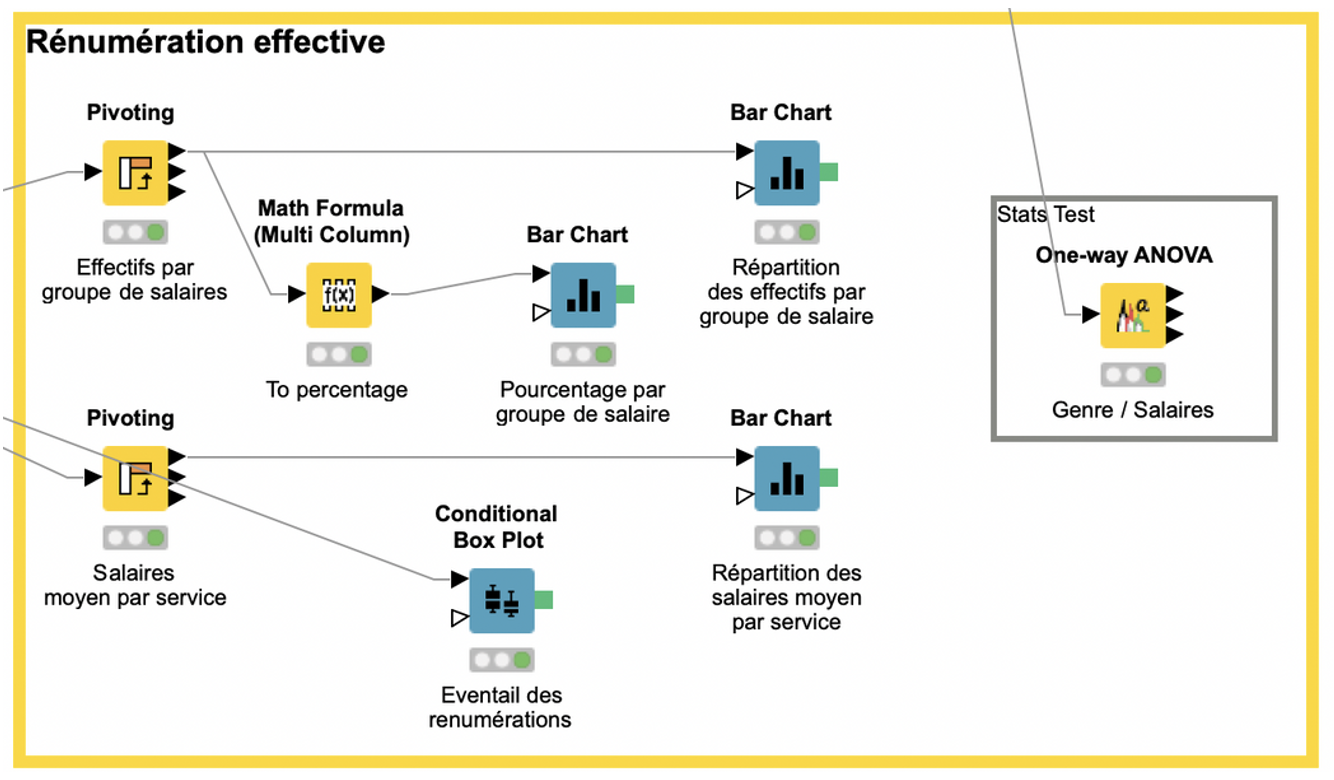 Rénumération effective
Pivoting
Effectifs par
groupe de salaires
Math Formula
(Multi Column)
f(x)
To percentage
Bar Chart
Pourcentage par
groupe de salaire
Bar Chart
Répartition
des effectifs par
groupe de salaire
Stats Test
One-way ANOVA
a
Genre / Salaires
Pivoting
Salaires
moyen par service
Conditional
Box Plot
Eventail des
renumérations
Bar Chart
Répartition des
salaires moyen
par service